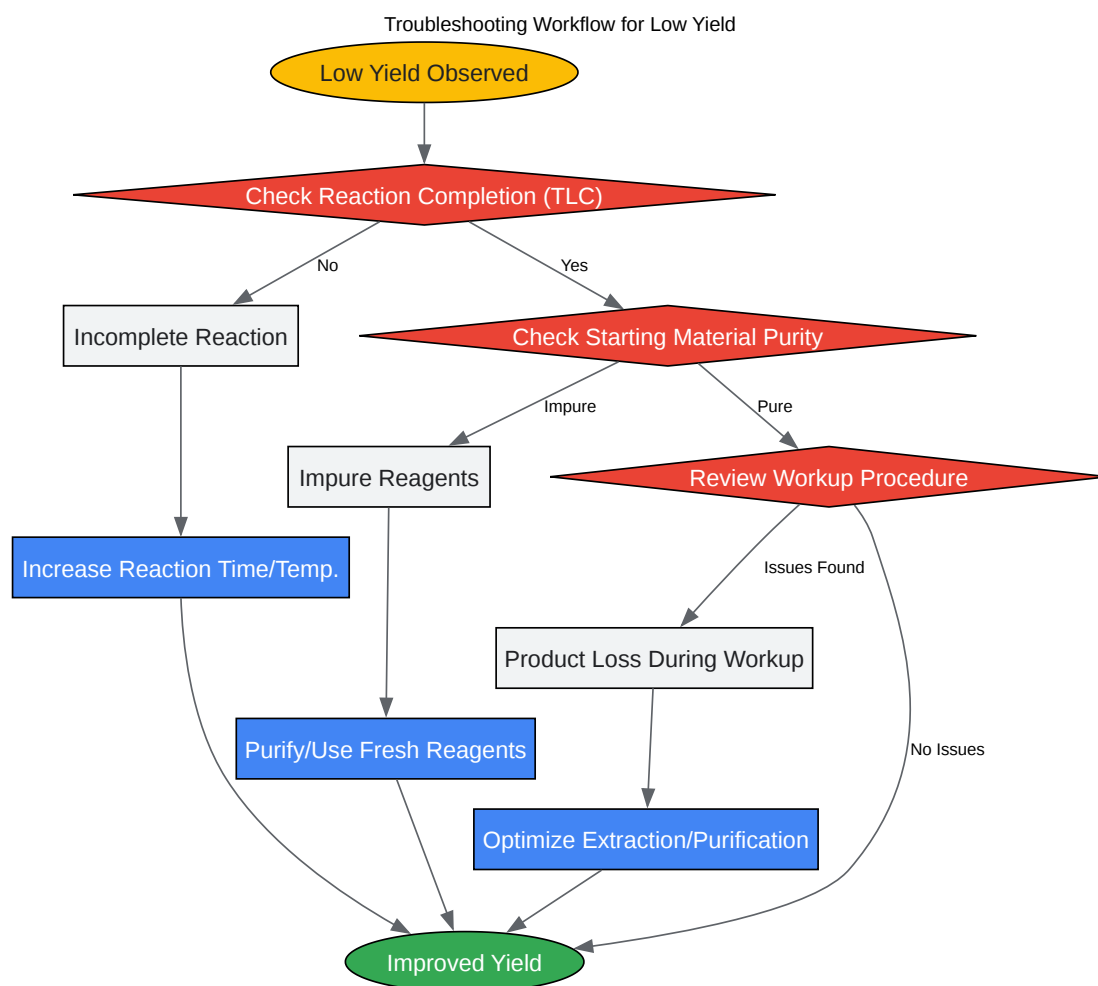 Troubleshooting Workflow for Low Yield
Low Yield Observed
Check Reaction Completion (TLC)
No
Yes
Incomplete Reaction
Check Starting Material Purity
Impure
Pure
Impure Reagents
Review Workup Procedure
Increase Reaction Time/Temp.
Issues Found
Product Loss During Workup
Purify/Use Fresh Reagents
No Issues
Optimize Extraction/Purification
Improved Yield